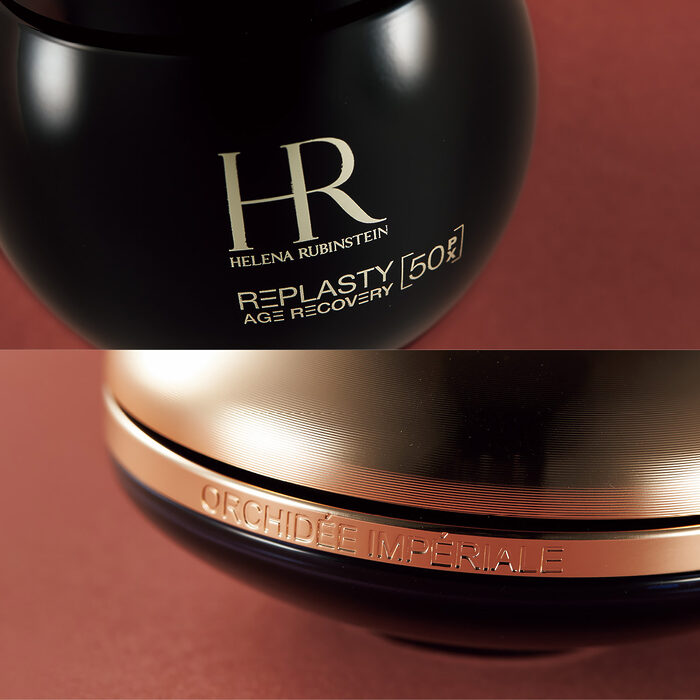 HR
HELENA RUBINSTEIN
REPLASTY [50PX]
AGE RECOVERY
ORCHIDÉE IMPÉRIALE